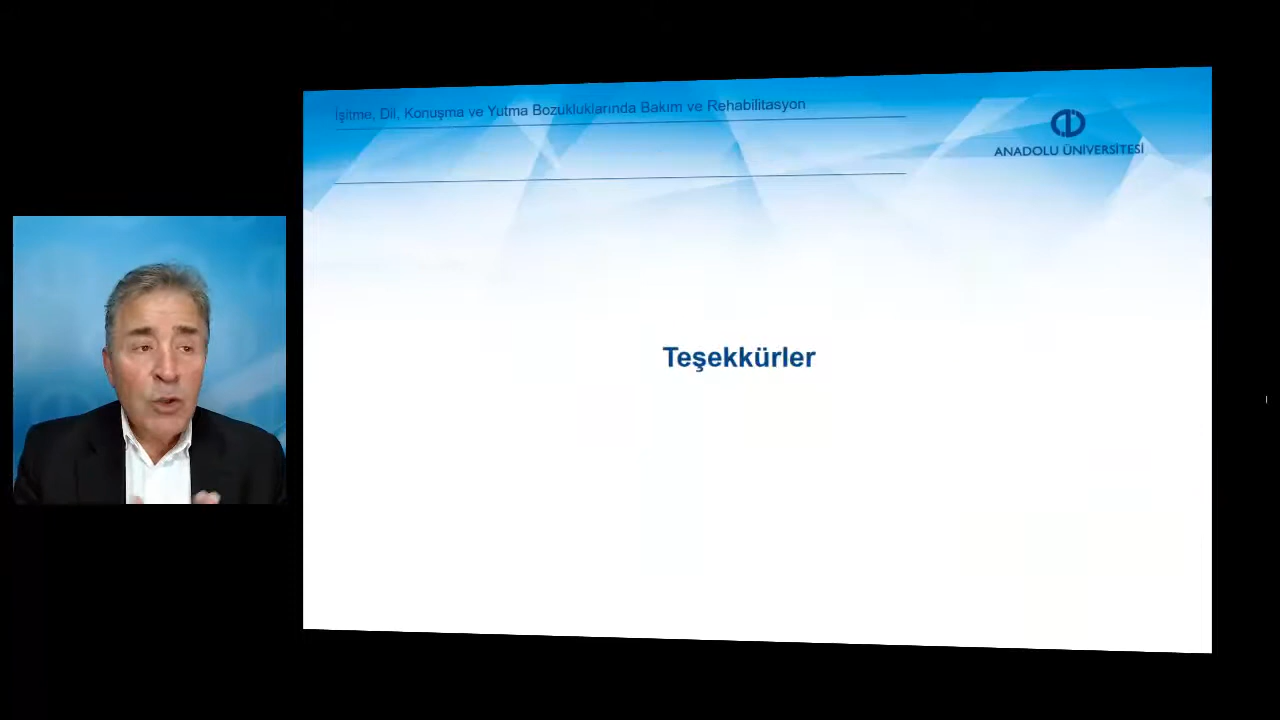 İşitme, Dil, Konuşma ve Yutma Bozukluklarında Bakım ve Rehabilitasyon
ANADOLU ÜNİVERSİTESİ
Teşekkürler